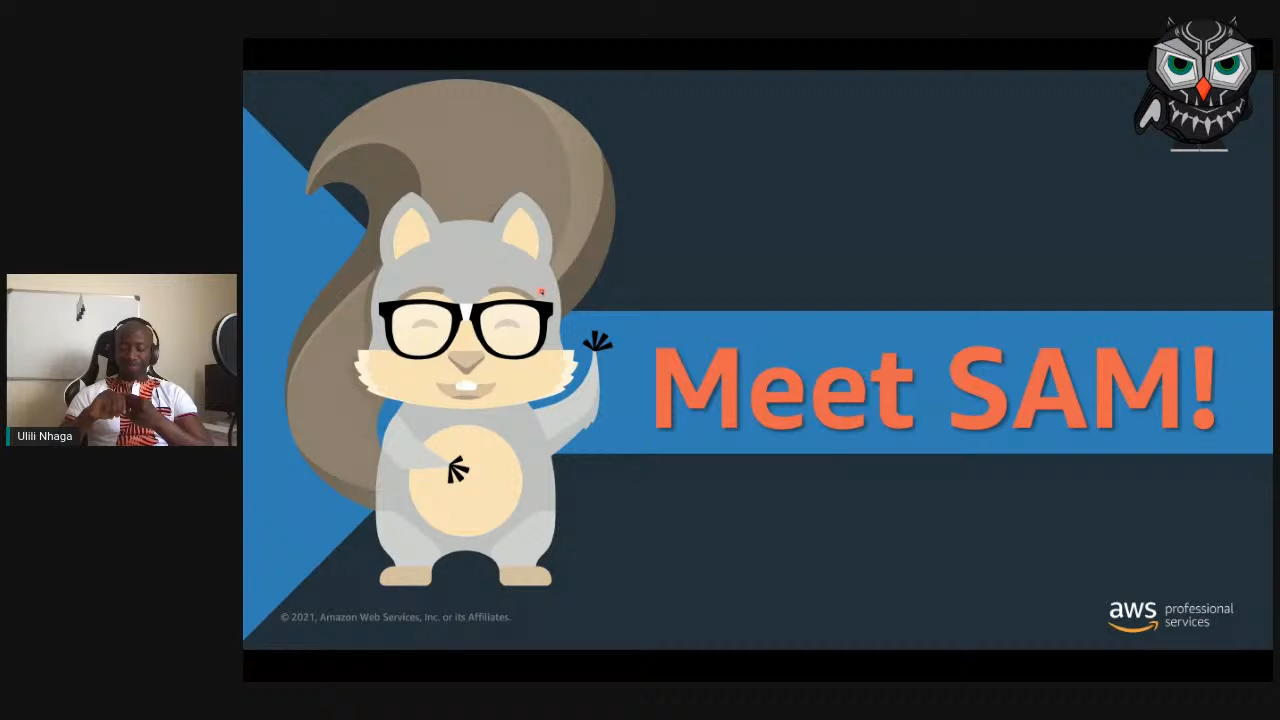 Ulili Nhaga
Meet SAM!
© 2021, Amazon Web Services, Inc. or its Affiliates.
aws professional
services